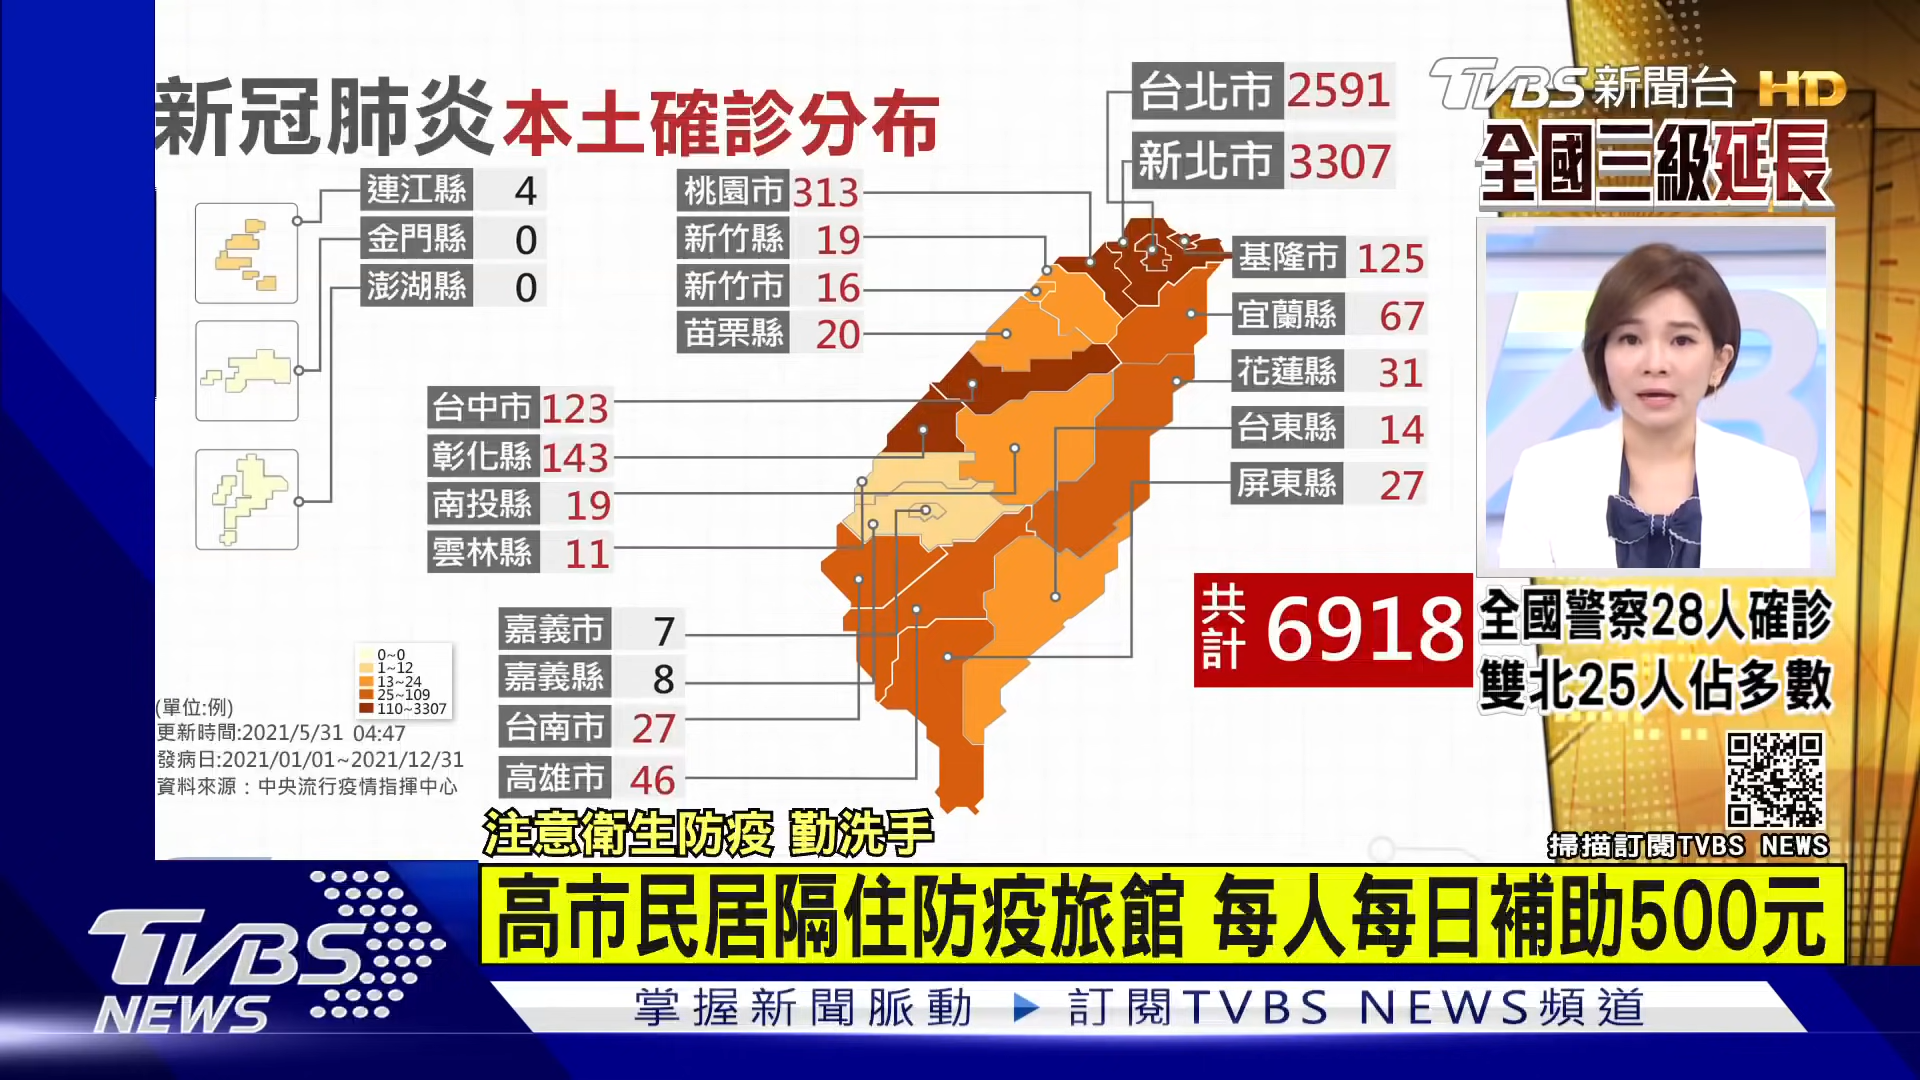 新冠肺炎本土確診分布
連江縣 4
金門縣 0
澎湖縣 0
桃園市 313
新竹縣 19
新竹市 16
苗栗縣 20
台北市 2591
新北市 3307
基隆市 125
宜蘭縣 67
花蓮縣 31
台東縣 14
屏東縣 27
台中市 123
彰化縣 143
南投縣 19
雲林縣 11
嘉義市 7
嘉義縣 8
台南市 27
高雄市 46
共計 6918
0~0
1~12
13~24
25~109
110~3307
(單位:例)
更新時間:2021/5/31 04:47
發病日:2021/01/01~2021/12/31
資料來源：中央流行疫情指揮中心
TVBS新聞台 HD
全國三級延長
全國警察28人確診
雙北25人佔多數
掃描訂閱TVBS NEWS
注意衛生防疫 勤洗手
高市民居隔住防疫旅館 每人每日補助500元
TVBS
NEWS
掌握新聞脈動 ▶ 訂閱TVBS NEWS頻道